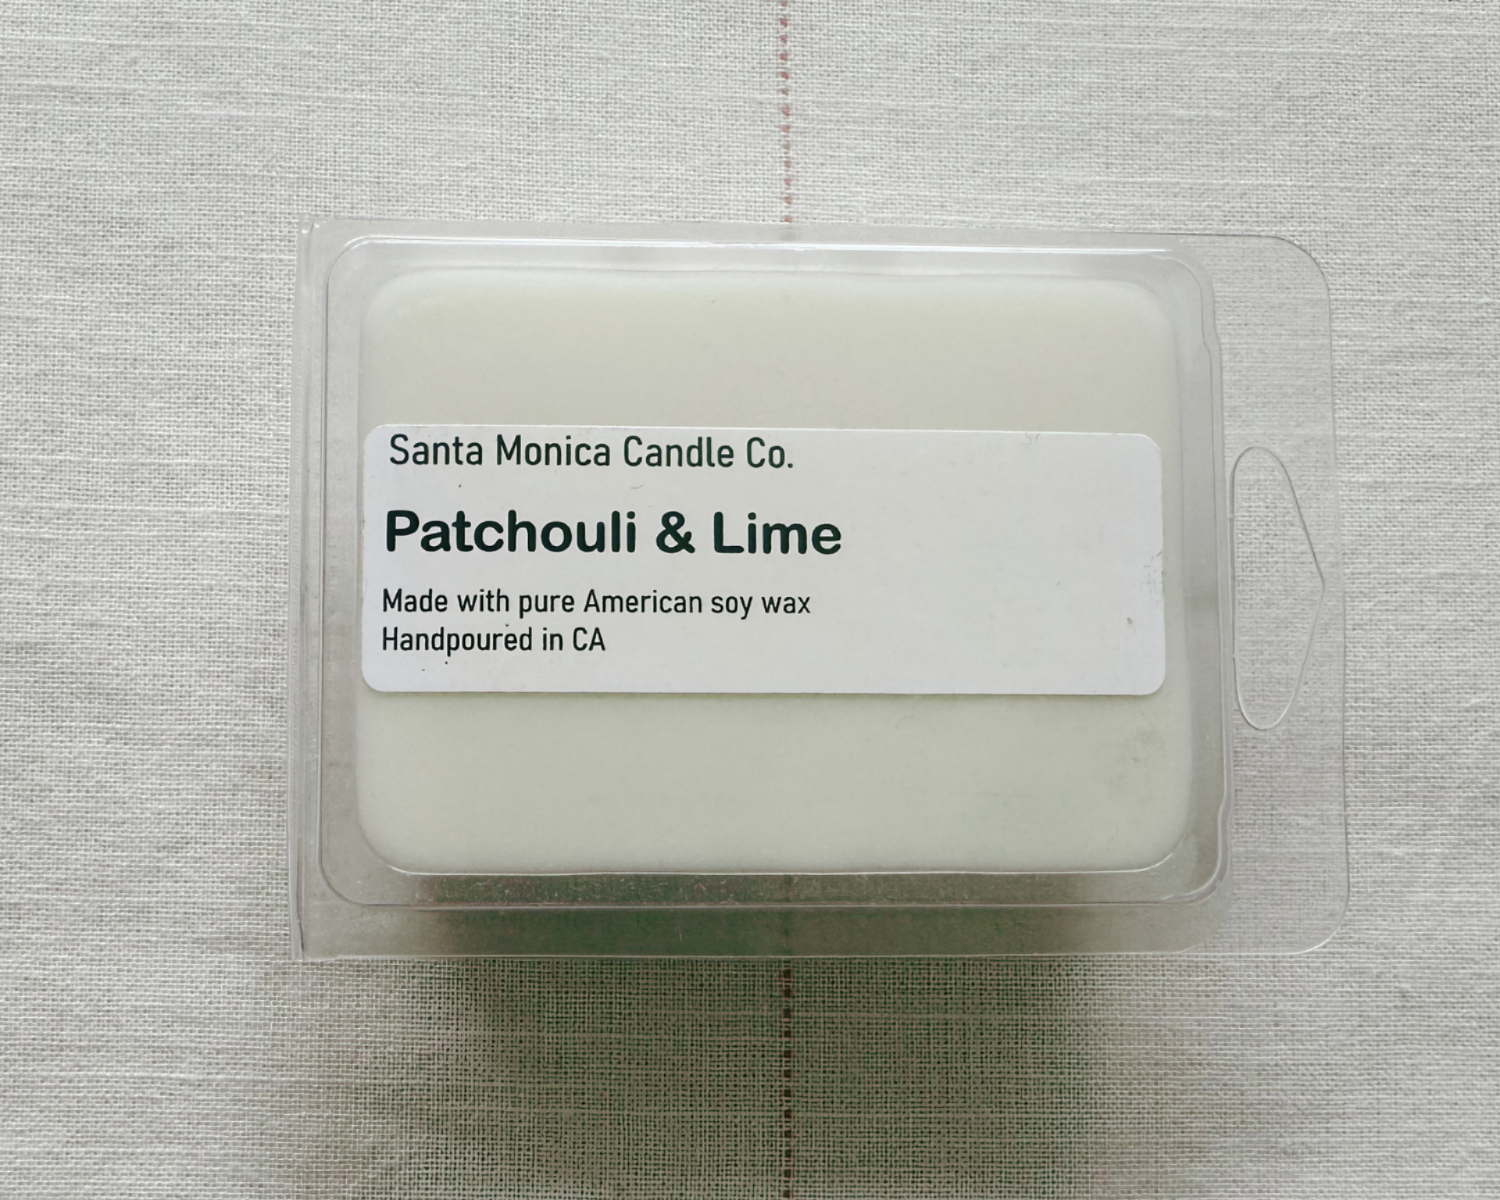 Santa Monica Candle Co.
Patchouli & Lime
Made with pure American soy wax
Handpoured in CA